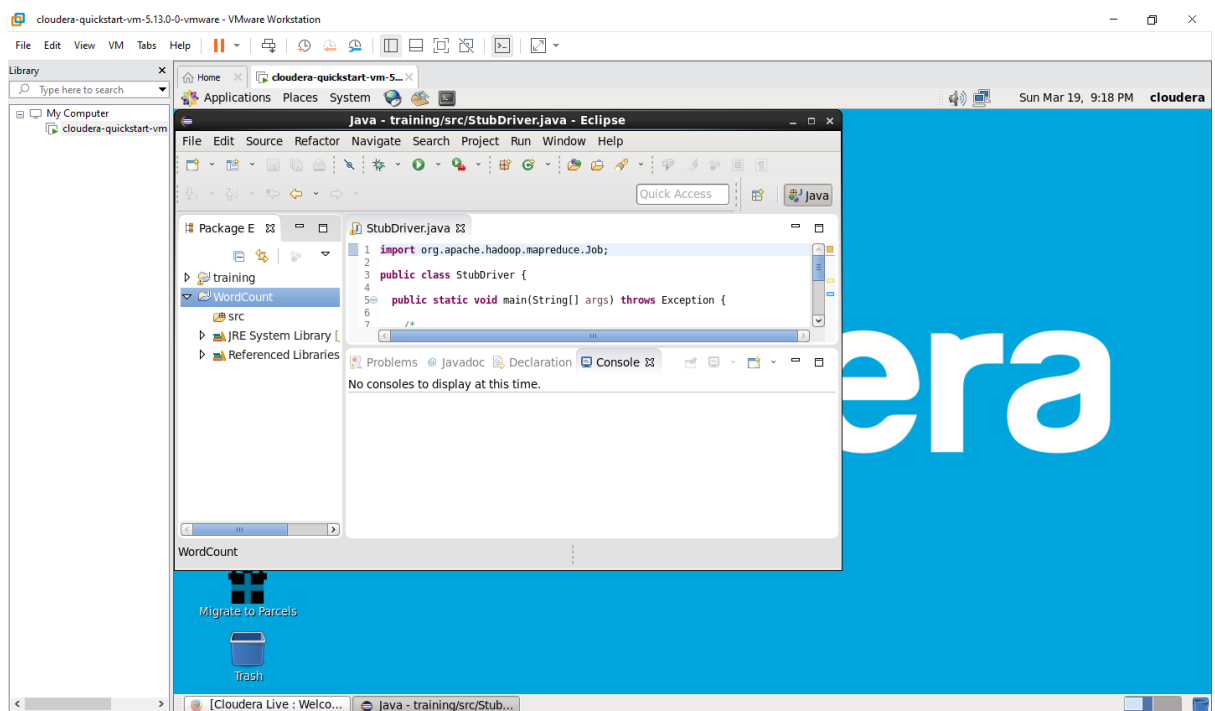 cloudera-quickstart-vm-5.13.0-0-vmware - VMware Workstation
File Edit View VM Tabs Help
Library
Type here to search
My Computer
cloudera-quickstart-vm
Home cloudera-quickstart-vm-5...
Applications Places System Sun Mar 19, 9:18 PM cloudera
Java - training/src/StubDriver.java - Eclipse
File Edit Source Refactor Navigate Search Project Run Window Help
Quick Access Java
Package E
training
WordCount
src
JRE System Library [
Referenced Libraries
StubDriver.java
1 import org.apache.hadoop.mapreduce.Job;
2
3 public class StubDriver {
4
5 public static void main(String[] args) throws Exception {
6
7 /*
Problems @ Javadoc Declaration Console
No consoles to display at this time.
WordCount
era
Migrate to Parcels
Trash
[Cloudera Live : Welco... Java - training/src/Stub...